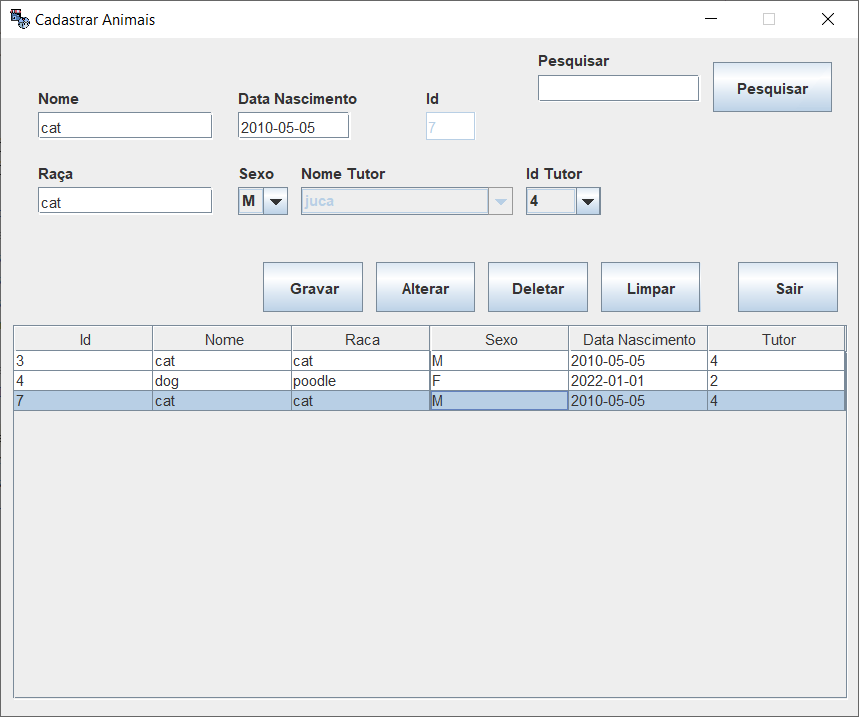 Cadastrar Animais
Pesquisar
Pesquisar
Nome
Data Nascimento
Id
cat
2010-05-05
7
Raça
Sexo
Nome Tutor
Id Tutor
cat
M
juca
4
Gravar
Alterar
Deletar
Limpar
Sair
Id Nome Raca Sexo Data Nascimento Tutor
3 cat cat M 2010-05-05 4
4 dog poodle F 2022-01-01 2
7 cat cat M 2010-05-05 4